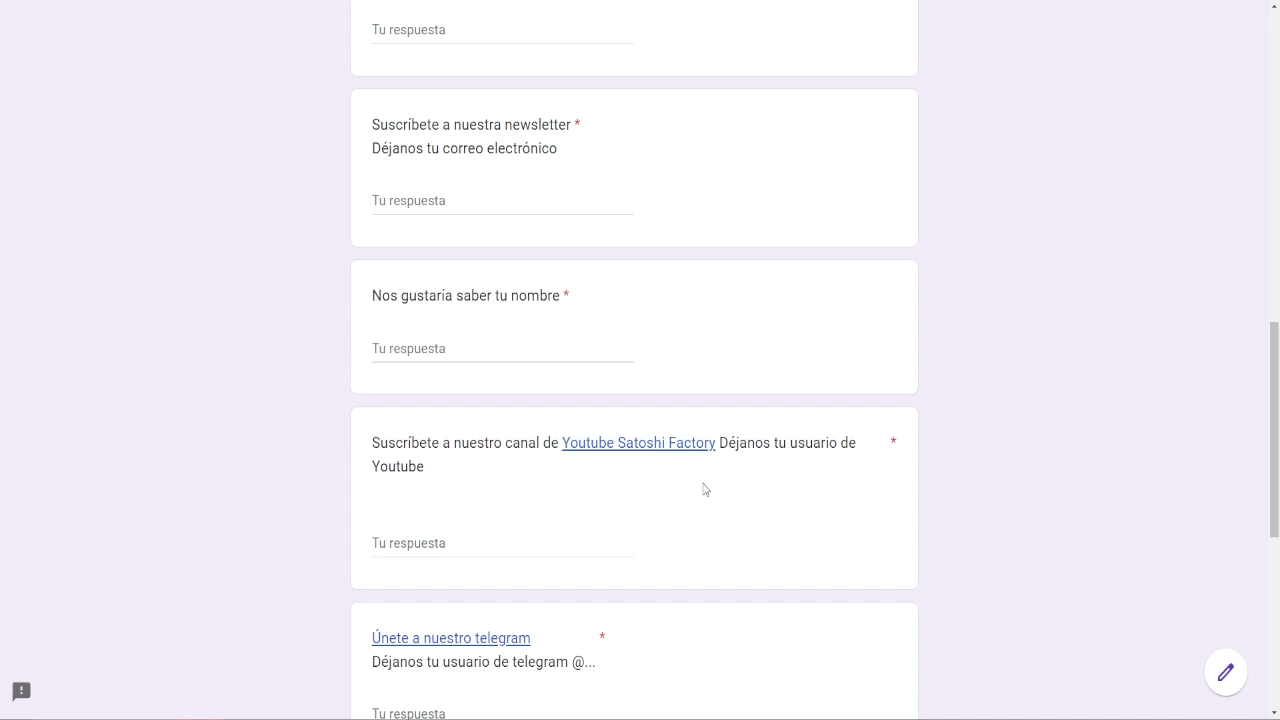 Tu respuesta
Suscríbete a nuestra newsletter *
Déjanos tu correo electrónico
Tu respuesta
Nos gustaría saber tu nombre *
Tu respuesta
Suscríbete a nuestro canal de Youtube Satoshi Factory Déjanos tu usuario de *
Youtube
Tu respuesta
Únete a nuestro telegram *
Déjanos tu usuario de telegram @...
Tu respuesta